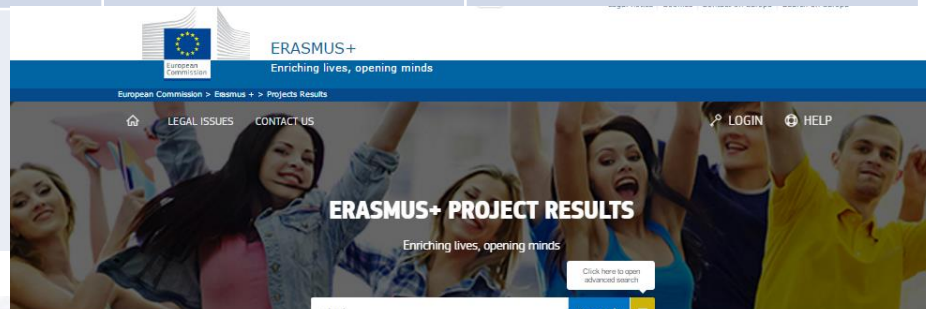 ERASMUS+
European
Commission
Enriching lives, opening minds
European Commission > Erasmus + > Projects Results
LEGAL ISSUES CONTACT US LOGIN HELP
ERASMUS+ PROJECT RESULTS
Enriching lives, opening minds
Click here to open
advanced search